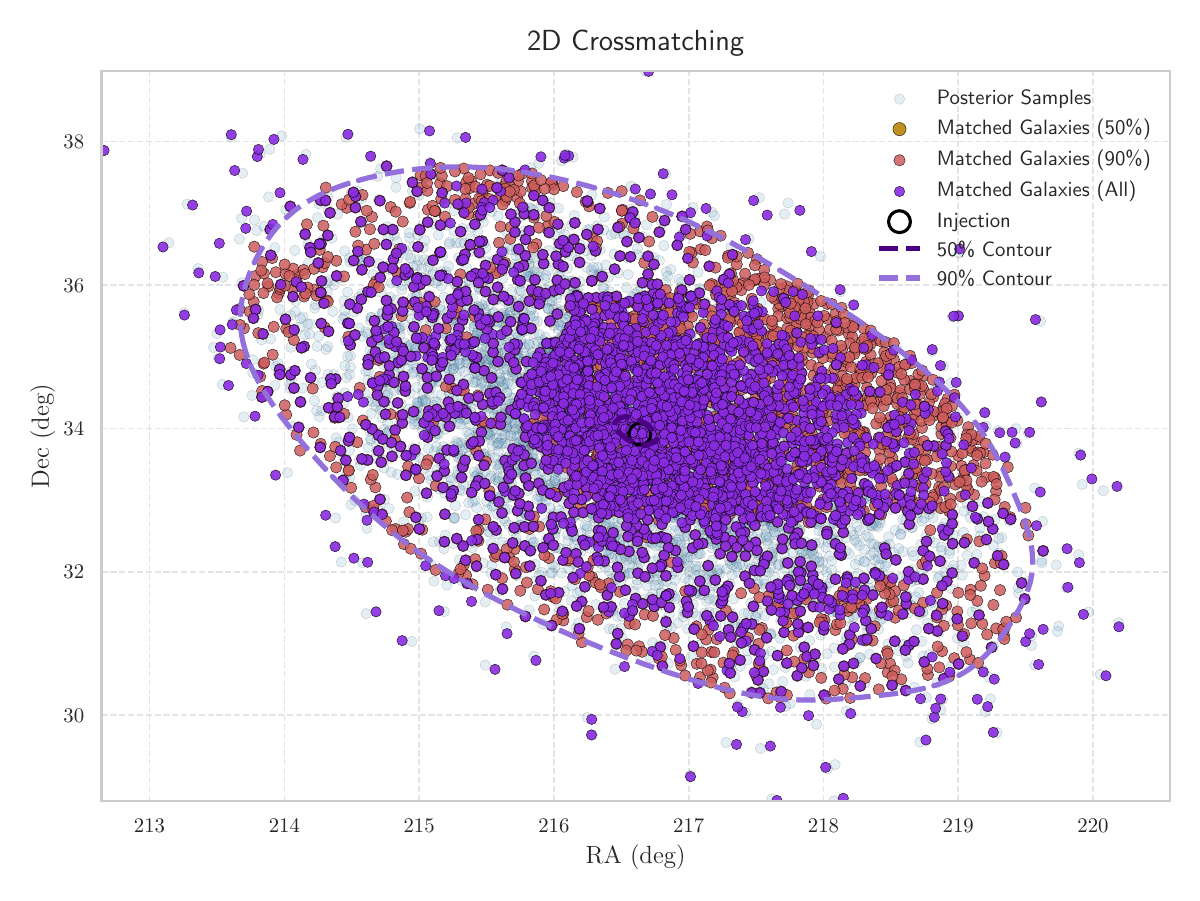 2D Crossmatching
Posterior Samples
Matched Galaxies (50%)
Matched Galaxies (90%)
Matched Galaxies (All)
Injection
50% Contour
90% Contour
Dec (deg)
38
36
34
32
30
213 214 215 216 217 218 219 220
RA (deg)